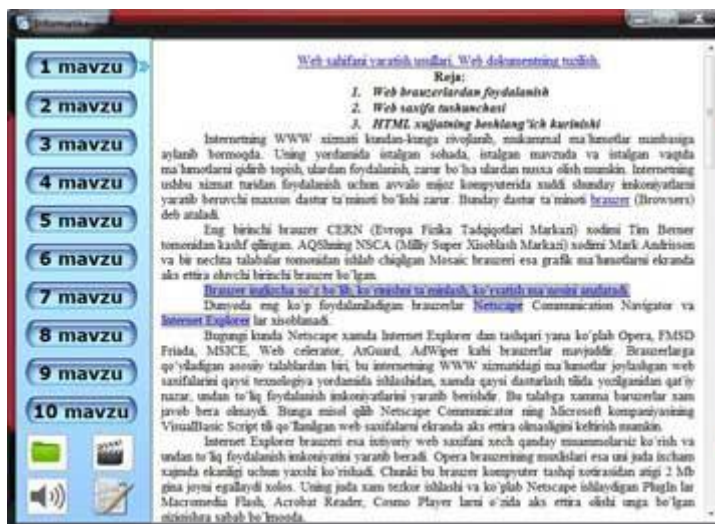 Informatika
1 mavzu
2 mavzu
3 mavzu
4 mavzu
5 mavzu
6 mavzu
7 mavzu
8 mavzu
9 mavzu
10 mavzu
Web sahifani yaratish usullari. Web dokumentning tuzilish.
Reja:
1. Web brauzerlardan foydalanish
2. Web saxifa tushunchasi
3. HTML xujjatning boshlang'ich kurinishi
Internetning WWW xizmati kundan-kunga rivojlanib, mukammal ma'lumotlar manbasiga
aylanib bormoqda. Uning yordamida istalgan sohada, istalgan mavzuda va istalgan vaqtda
ma'lumotlarni qidirib topish, ulardan foydalanish, zarur bo'lsa ulardan nusxa olish mumkin. Internetning
ushbu xizmat turidan foydalanish uchun avvalo mijoz kompyuterida xuddi shunday imkoniyatlarni
yaratib beruvchi maxsus dastur ta'minoti bo'lishi zarur. Bunday dastur ta'minoti brauzer (Browsers)
deb ataladi.
Eng birinchi brauzer CERN (Evropa Fizika Tadqiqotlari Markazi) xodimi Tim Berner
tomonidan kashf qilingan. AQShning NSCA (Milliy Super Xisoblash Markazi) xodimi Mark Andrisson
va bir nechta talabalar tomonidan ishlab chiqilgan Mosaic brauzeri esa grafik ma'lumotlarni ekranda
aks ettira oluvchi birinchi brauzer bo'lgan.
Brauzer inglizcha so'z bo'lib, ko'rinishni ta'minlash, ko'rsatish ma'nosini anglatadi.
Dunyoda eng ko'p foydalaniladigan brauzerlar Netscape Communication Navigator va
Internet Explorer lar xisoblanadi.
Bugungi kunda Netscape xamda Internet Explorer dan tashqari yana ko'plab Opera, FMSD
Friada, MSICE, Web celerator, AtGuard, AdWiper kabi brauzerlar mavjuddir. Brauzerlarga
qo'yiladigan asosiy talablardan biri, bu internetning WWW xizmatidagi ma'lumotlar joylashgan web
saxifalarini qaysi texnologiya yordamida ishlashidan, xamda qaysi dasturlash tilida yozilganidan qat'iy
nazar, undan to'liq foydalanish imkoniyatlarini yaratib berishdir. Bu talabga xamma baruzerlar xam
javob bera olmaydi. Bunga misol qilib Netscape Communicator ning Microsoft kompaniyasining
VisualBasic Script tili qo'llanilgan web saxifalarni ekranda aks ettira olmasligini keltirish mumkin.
Internet Explorer brauzeri esa ixtiyoriy web saxifani xech qanday muammolarsiz ko'rish va
undan to'liq foydalanish imkoniyatini yaratib beradi. Opera brauzerining muxlislari esa uni juda ixcham
xajmda ekanligi uchun yaxshi ko'rishadi. Chunki bu brauzer kompyuter tashqi xotirasidan atigi 2 Mb
gina joyni egallaydi xolos. Uning juda xam tezkor ishlashi va ko'plab Netscape ishlaydigan PlugIn lar
Macromedia Flash, Acrobat Reader, Cosmo Player larni o'zida aks ettira olishi unga bo'lgan
qiziqishga sabab bo'lmoqda.